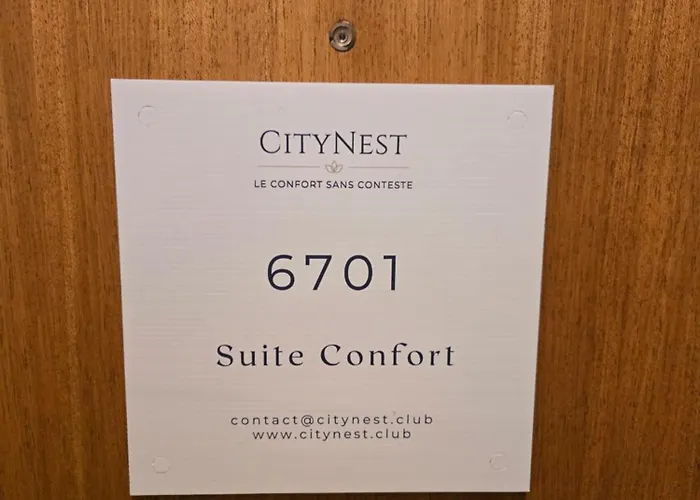 CITYNEST
LE CONFORT SANS CONTESTE
6701
Suite Confort
contact@citynest.club
www.citynest.club